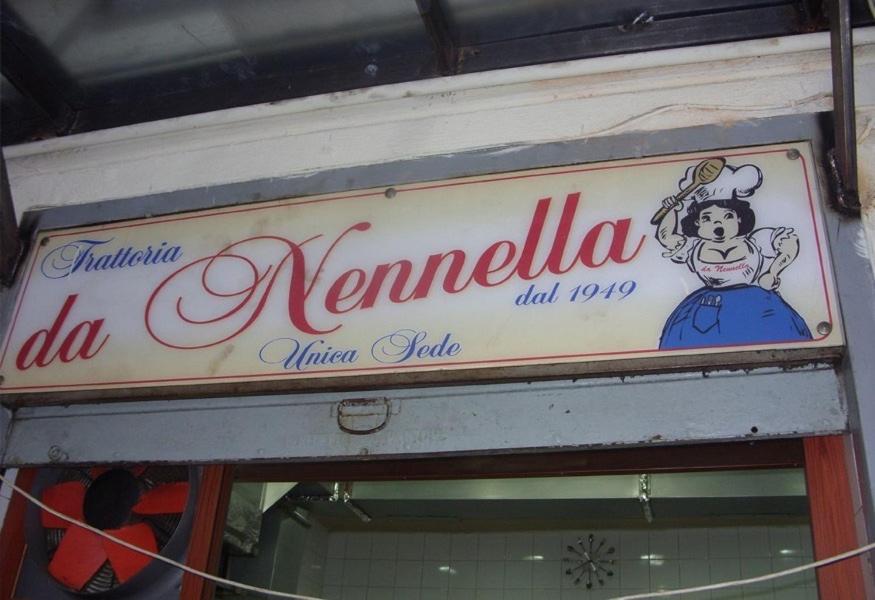 Trattoria
da Nennella
dal 1949
Unica Sede
da Nennella